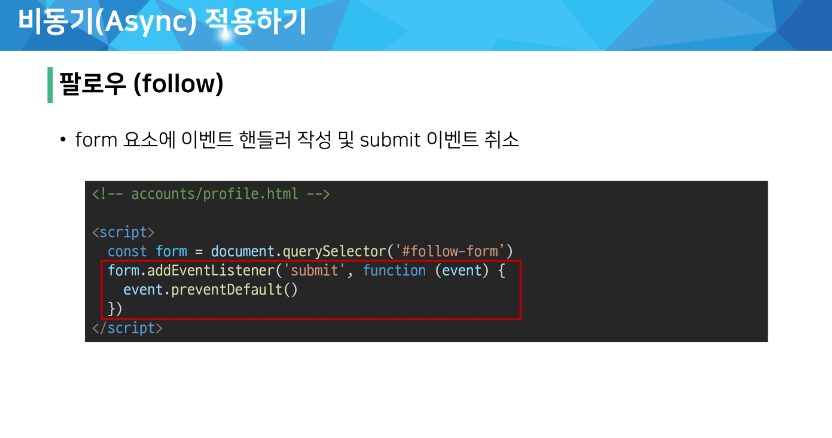 비동기(Async) 적용하기
팔로우 (follow)
• form 요소에 이벤트 핸들러 작성 및 submit 이벤트 취소
<!-- accounts/profile.html -->
<script>
  const form = document.querySelector('#follow-form’)
  form.addEventListener('submit', function (event) {
    event.preventDefault()
  })
</script>